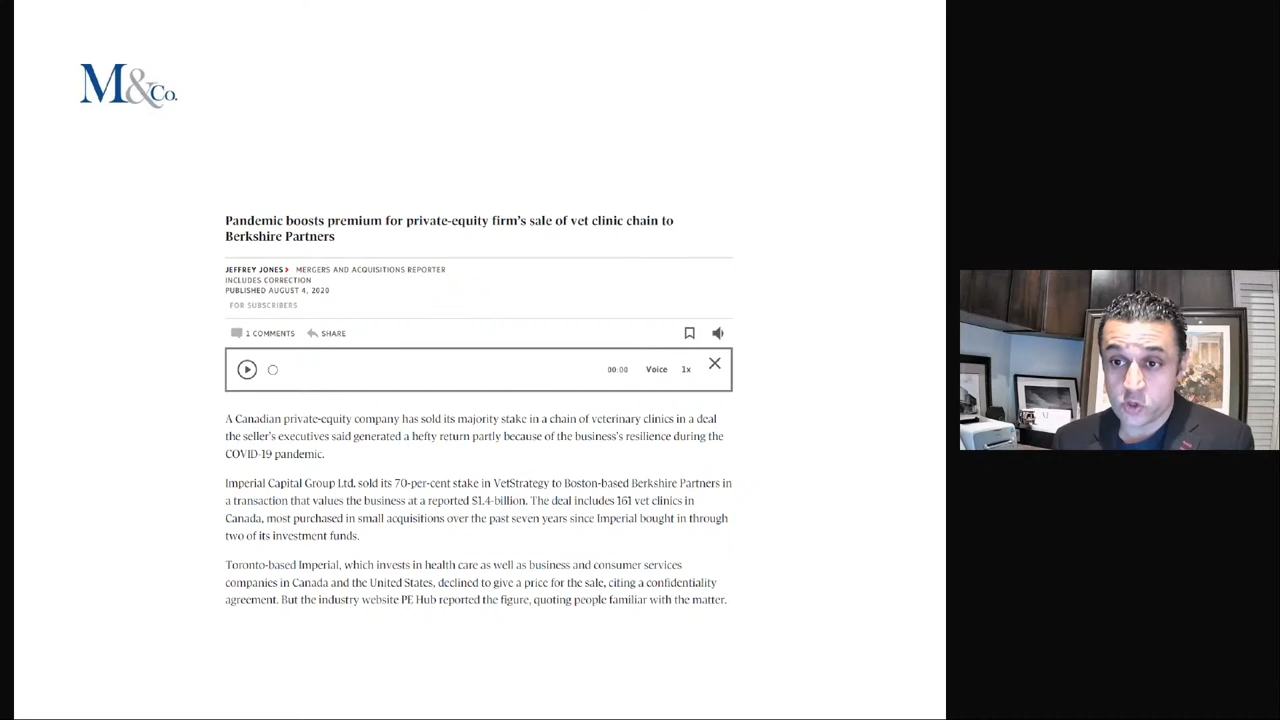 M&Co.
Pandemic boosts premium for private-equity firm's sale of vet clinic chain to
Berkshire Partners
JEFFREY JONES › MERGERS AND ACQUISITIONS REPORTER
INCLUDES CORRECTION
PUBLISHED AUGUST 4, 2020
FOR SUBSCRIBERS
1 COMMENTS SHARE
00:00 Voice 1x
A Canadian private-equity company has sold its majority stake in a chain of veterinary clinics in a deal
the seller's executives said generated a hefty return partly because of the business's resilience during the
COVID-19 pandemic.
Imperial Capital Group Ltd. sold its 70-per-cent stake in VetStrategy to Boston-based Berkshire Partners in
a transaction that values the business at a reported $1.4-billion. The deal includes 161 vet clinics in
Canada, most purchased in small acquisitions over the past seven years since Imperial bought in through
two of its investment funds.
Toronto-based Imperial, which invests in health care as well as business and consumer services
companies in Canada and the United States, declined to give a price for the sale, citing a confidentiality
agreement. But the industry website PE Hub reported the figure, quoting people familiar with the matter.